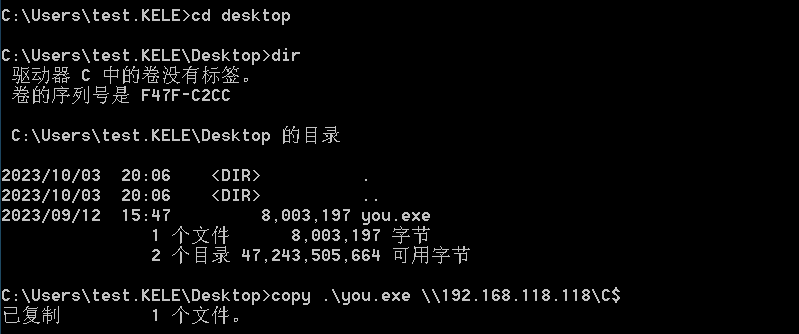 C:\Users\test.KELE>cd desktop
C:\Users\test.KELE\Desktop>dir
驱动器 C 中的卷没有标签。
卷的序列号是 F47F-C2CC
C:\Users\test.KELE\Desktop 的目录
2023/10/03  20:06    <DIR>          .
2023/10/03  20:06    <DIR>          ..
2023/09/12  15:47         8,003,197 you.exe
1 个文件      8,003,197 字节
2 个目录 47,243,505,664 可用字节
C:\Users\test.KELE\Desktop>copy .\you.exe \\192.168.118.118\C$
已复制         1 个文件。